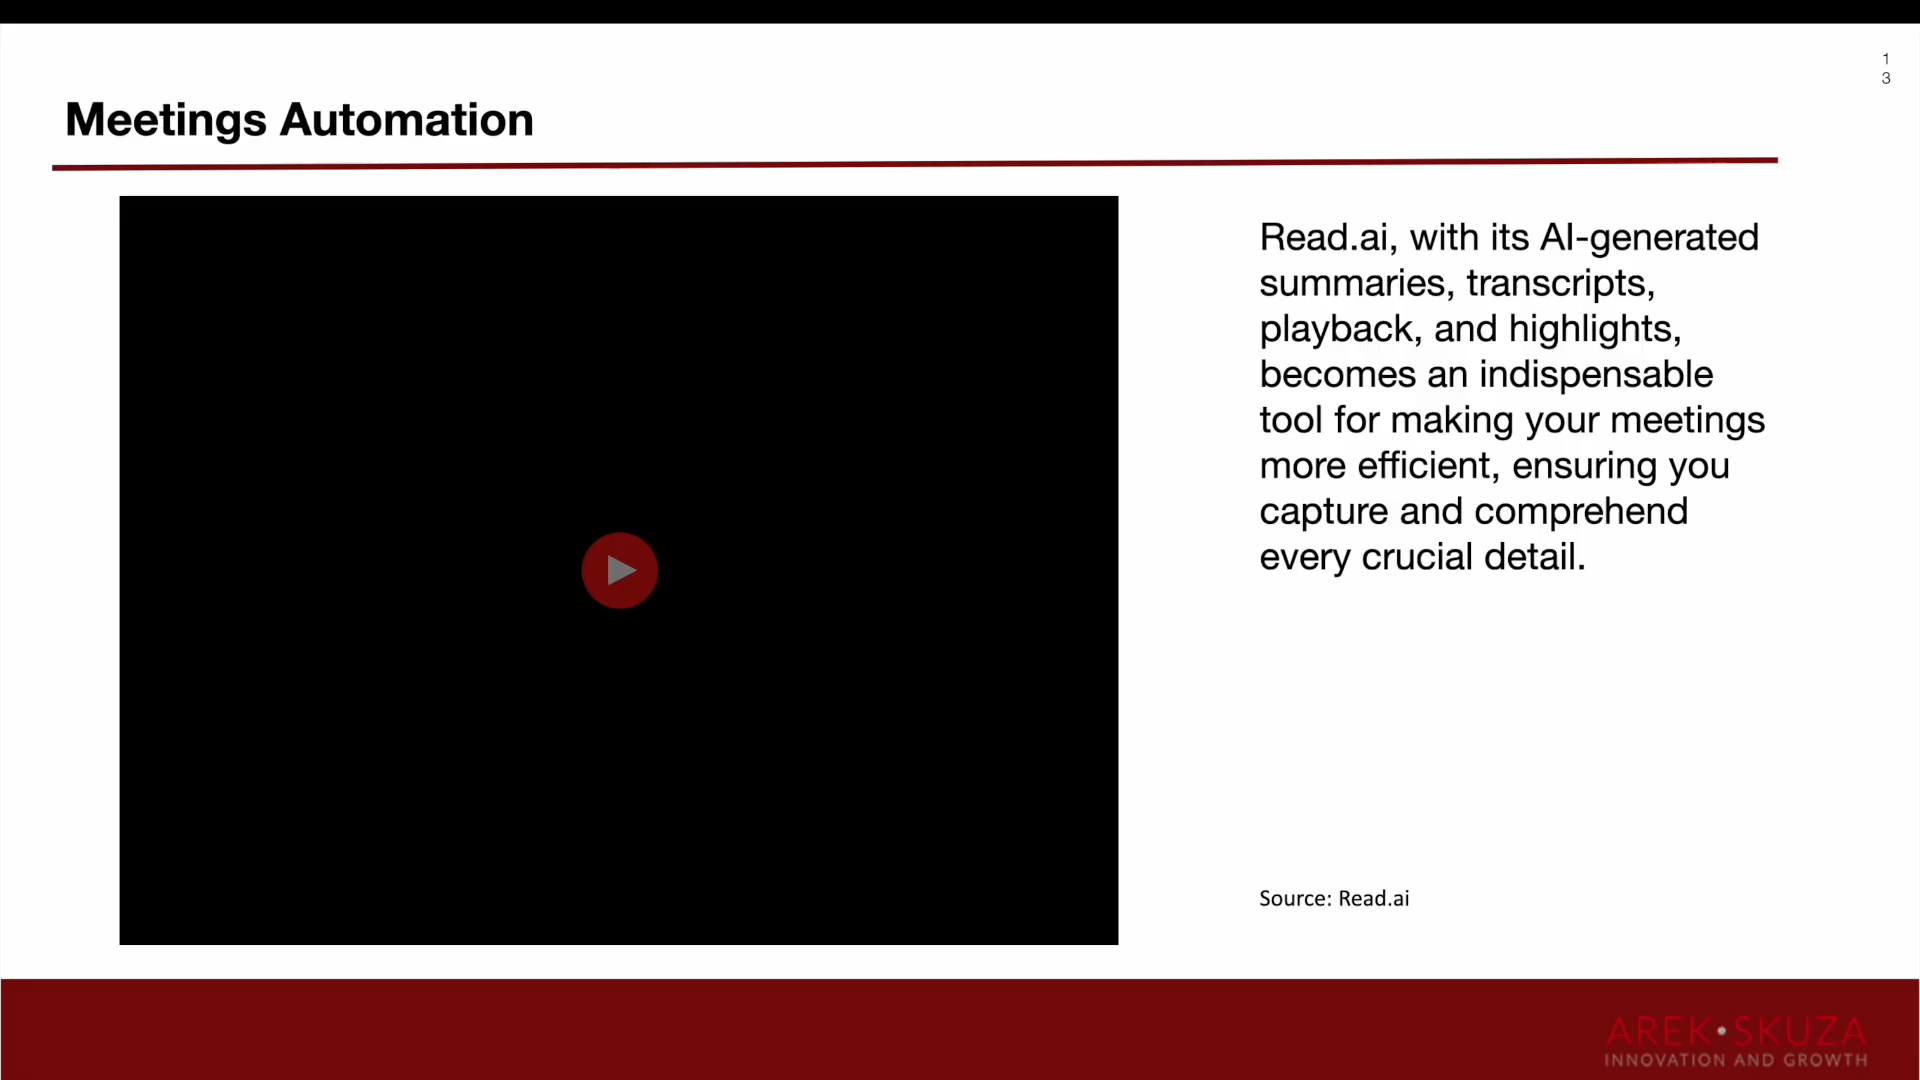 1
3
Meetings Automation
Read.ai, with its AI-generated
summaries, transcripts,
playback, and highlights,
becomes an indispensable
tool for making your meetings
more efficient, ensuring you
capture and comprehend
every crucial detail.
Source: Read.ai
AREK•SKUZA
INNOVATION AND GROWTH